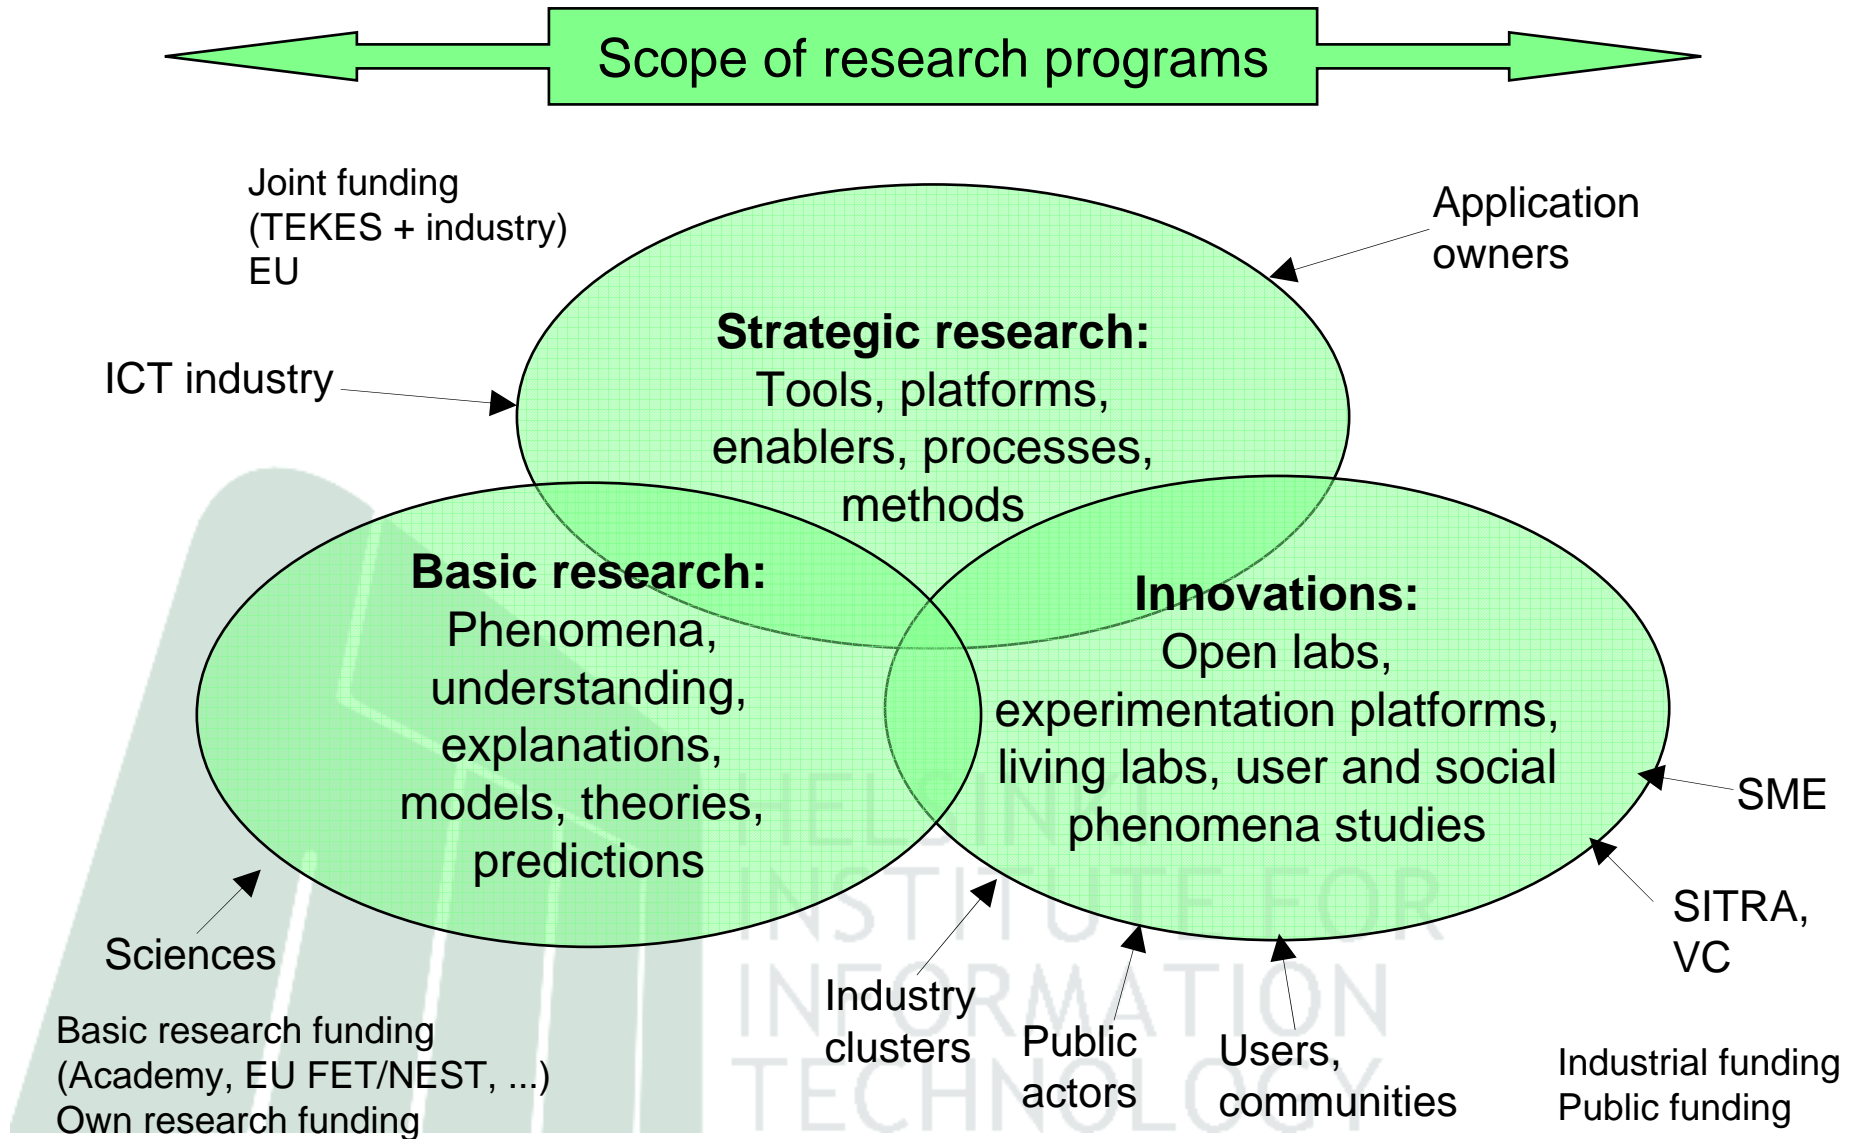 Scope of research programs
Joint funding
(TEKES + industry)
EU
Application
owners
ICT industry
Strategic research:
Tools, platforms,
enablers, processes,
methods
Basic research:
Phenomena,
understanding,
explanations,
models, theories,
predictions
Innovations:
Open labs,
experimentation platforms,
living labs, user and social
phenomena studies
SME
SITRA,
VC
Sciences
Industry
clusters
Public
actors
Users,
communities
Basic research funding
(Academy, EU FET/NEST, ...)
Own research funding
Industrial funding
Public funding
HELSINKI
INSTITUTE FOR
INFORMATION
TECHNOLOGY